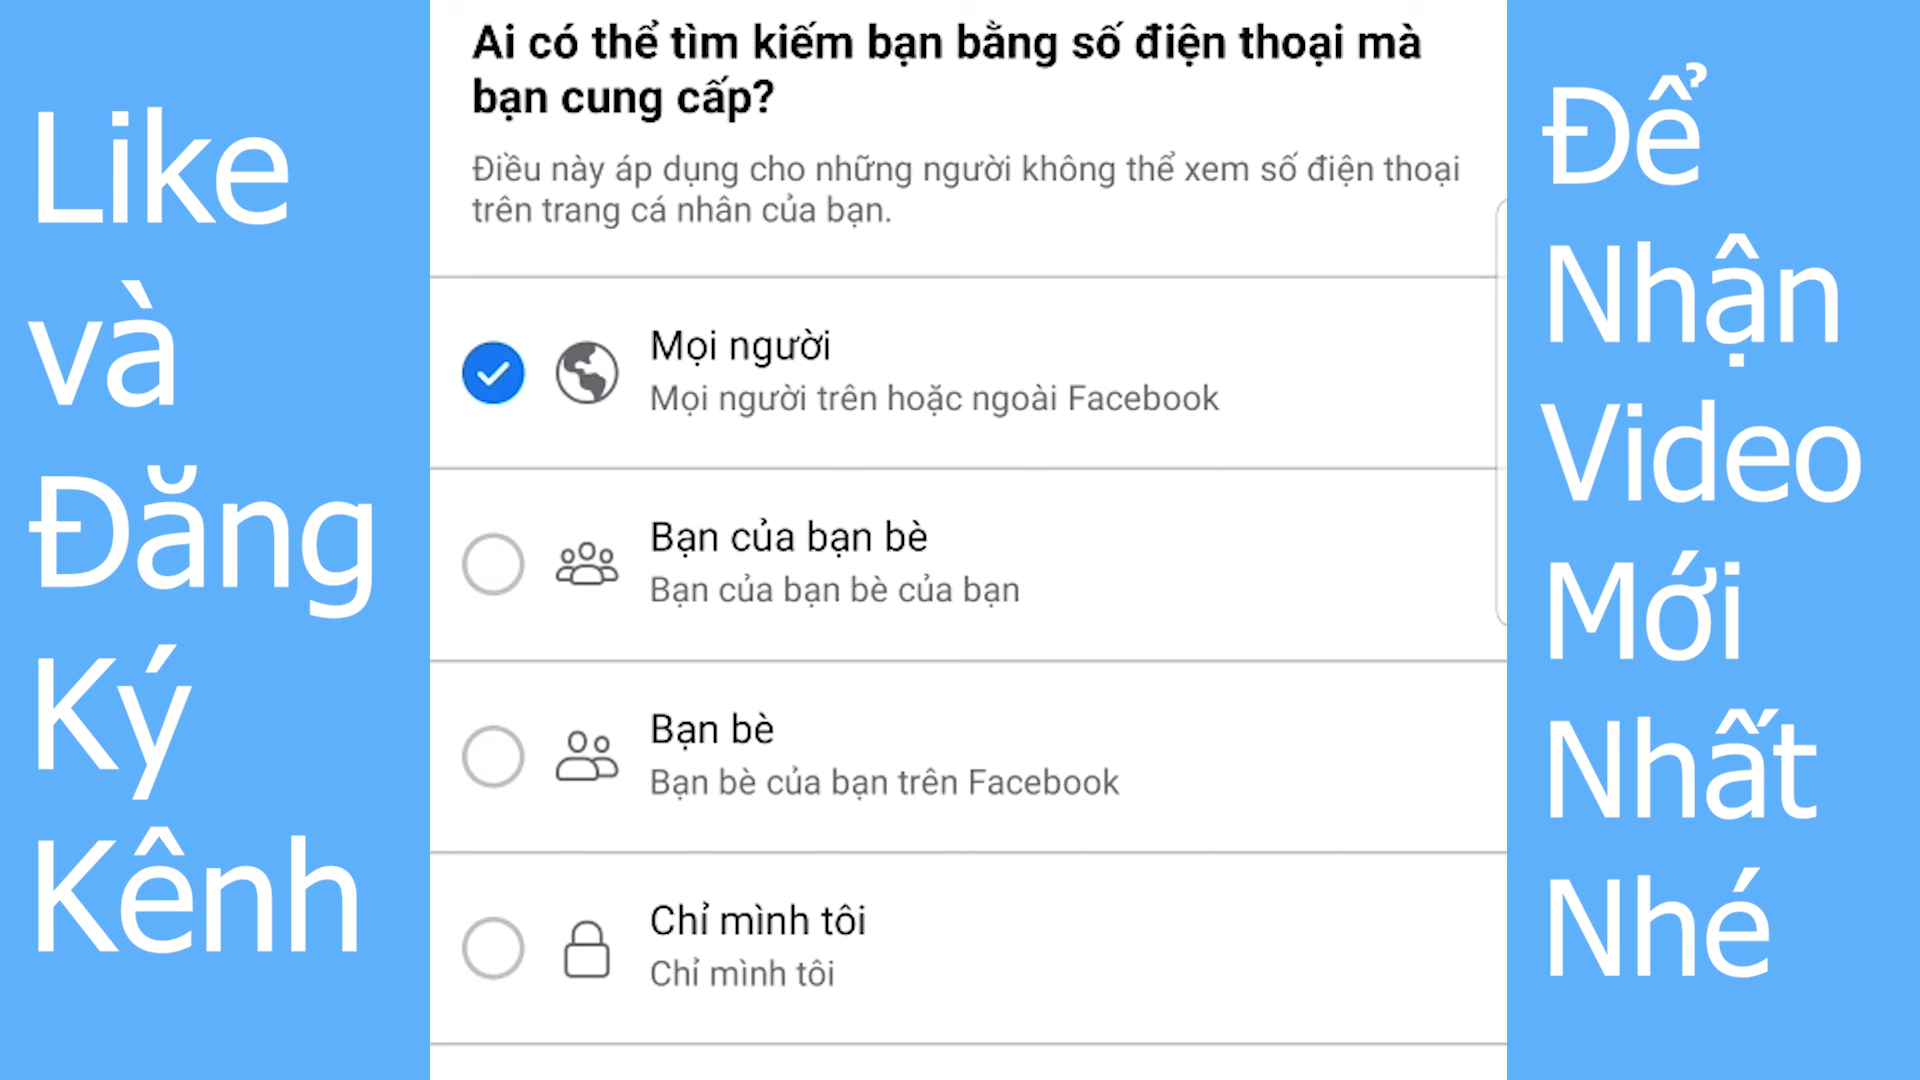 Like
và
Đăng
Ký
Kênh
Ai có thể tìm kiếm bạn bằng số điện thoại mà
bạn cung cấp?
Điều này áp dụng cho những người không thể xem số điện thoại
trên trang cá nhân của bạn.
Mọi người
Mọi người trên hoặc ngoài Facebook
Bạn của bạn bè
Bạn của bạn bè của bạn
Bạn bè
Bạn bè của bạn trên Facebook
Chỉ mình tôi
Chỉ mình tôi
Để
Nhận
Video
Mới
Nhất
Nhé